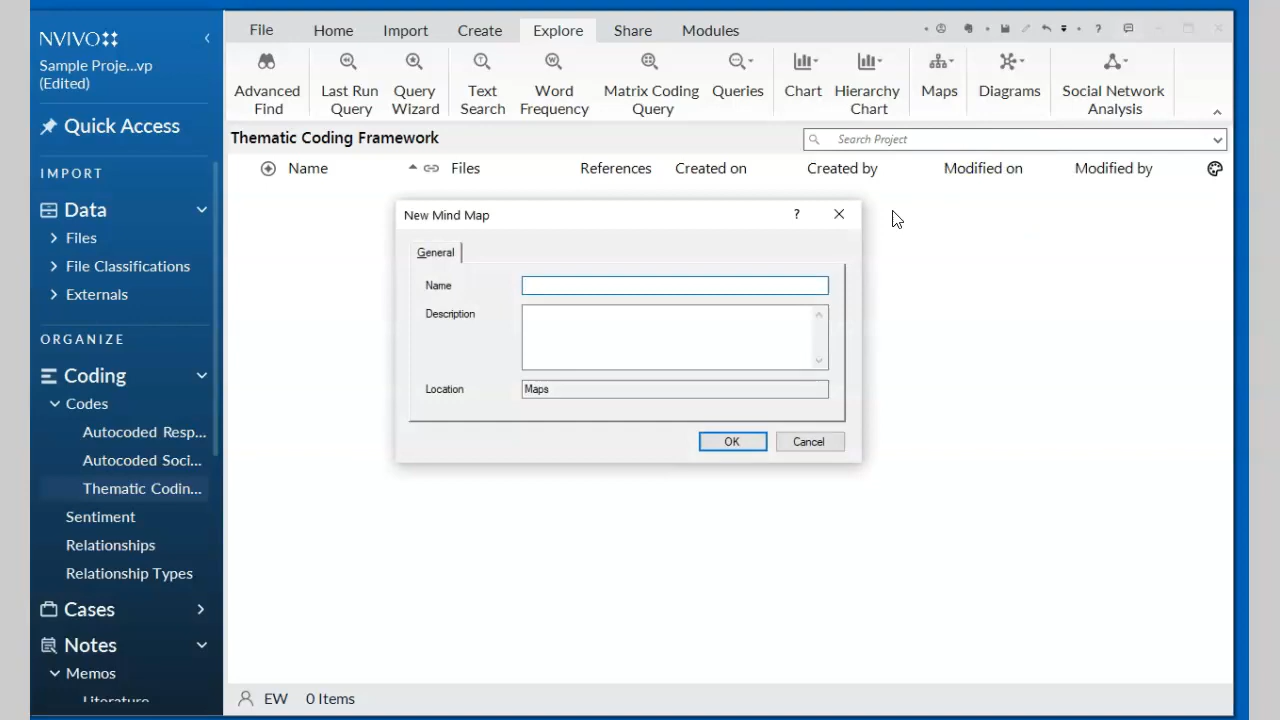 NVIVO
Sample Proje...vp
(Edited)
Quick Access
IMPORT
Data
Files
File Classifications
Externals
ORGANIZE
Coding
Codes
Autocoded Resp...
Autocoded Soci...
Thematic Codin...
Sentiment
Relationships
Relationship Types
Cases
Notes
Memos
Literature
File Home Import Create Explore Share Modules
Advanced Find
Last Run Query
Query Wizard
Text Search
Word Frequency
Matrix Coding Query
Queries
Chart
Hierarchy Chart
Maps
Diagrams
Social Network Analysis
Thematic Coding Framework
Search Project
Name Files References Created on Created by Modified on Modified by
New Mind Map ?
General
Name
Description
Location Maps
OK Cancel
EW 0 Items